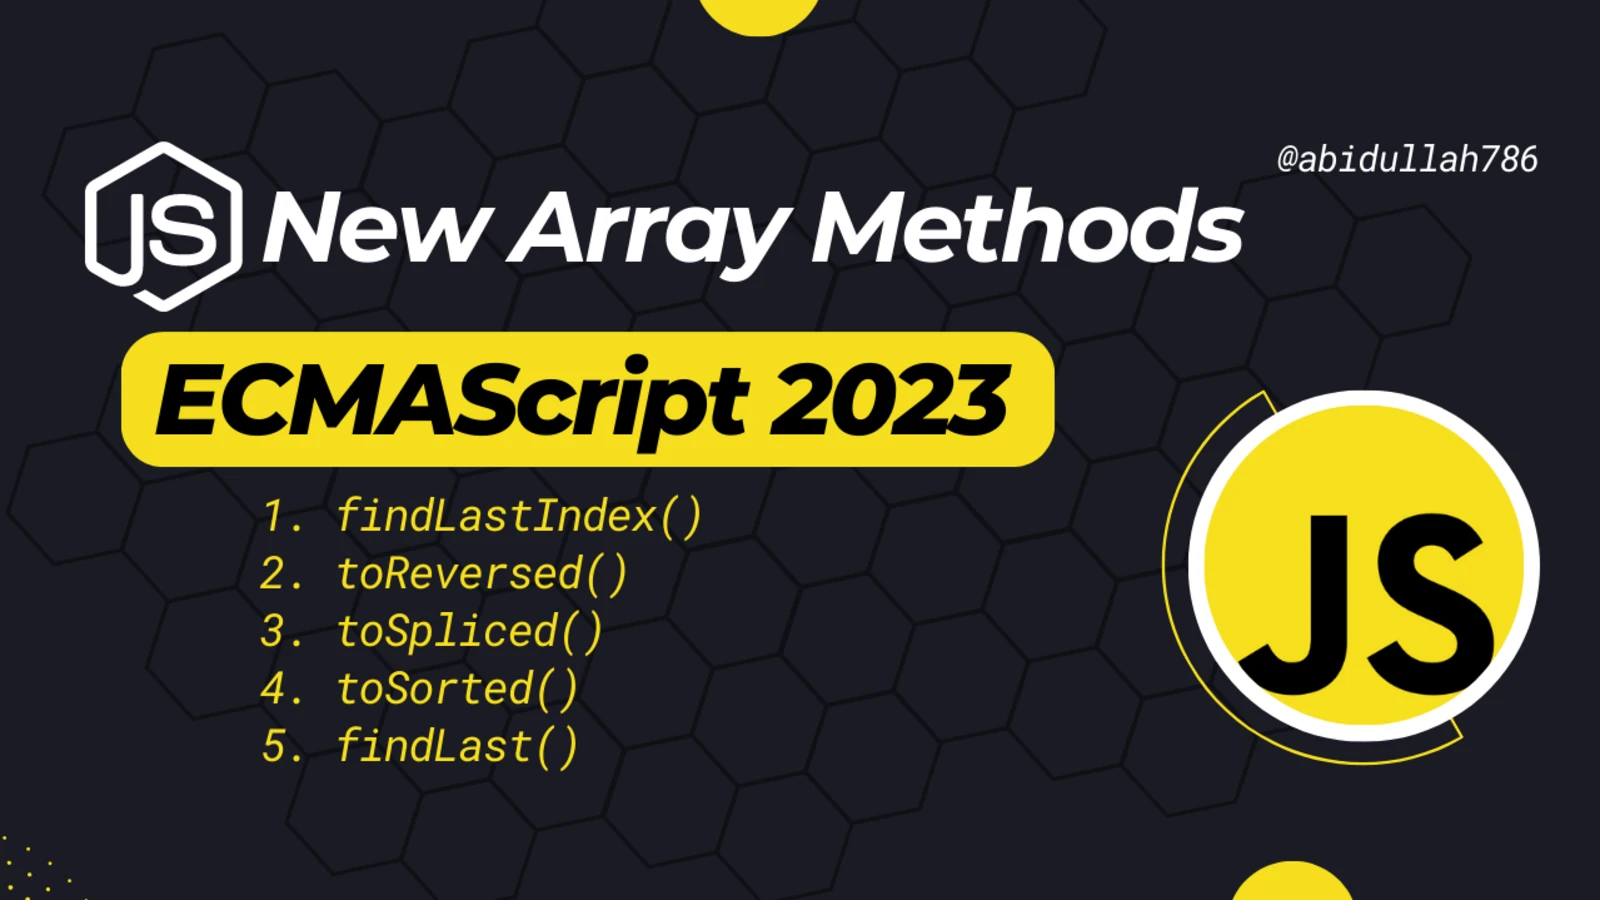 @abidullah786
JS New Array Methods
ECMAScript 2023
1. findLastIndex()
2. toReversed()
3. toSpliced()
4. toSorted()
5. findLast()
JS